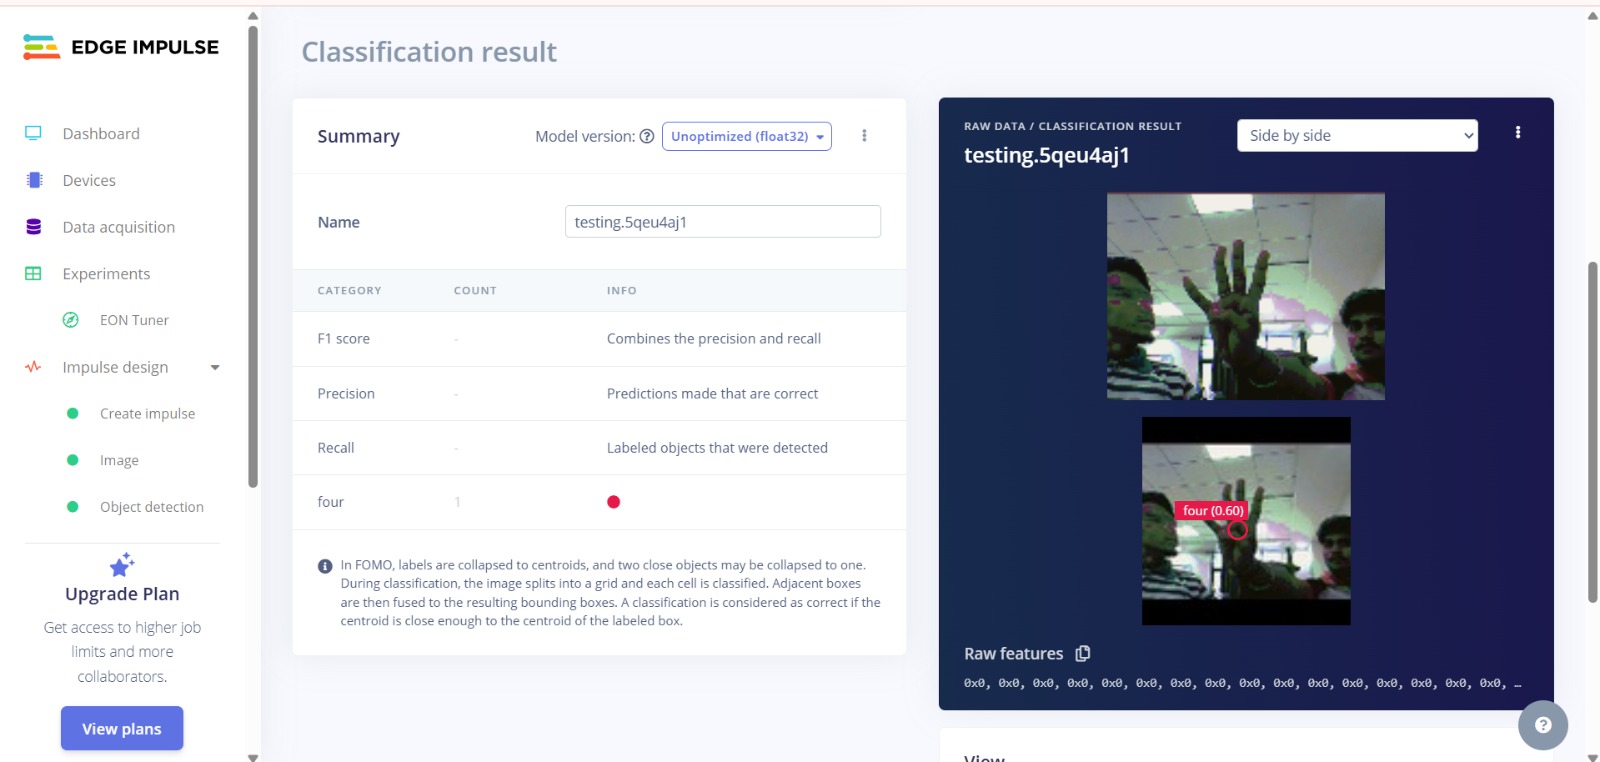 EDGE IMPULSE
Dashboard
Devices
Data acquisition
Experiments
EON Tuner
Impulse design
Create impulse
Image
Object detection
Upgrade Plan
Get access to higher job
limits and more
collaborators.
View plans
Classification result
Summary
Model version:
Unoptimized (float32)
Name
testing.5qeu4aj1
CATEGORY COUNT INFO
F1 score - Combines the precision and recall
Precision - Predictions made that are correct
Recall - Labeled objects that were detected
four 1
In FOMO, labels are collapsed to centroids, and two close objects may be collapsed to one.
During classification, the image splits into a grid and each cell is classified. Adjacent boxes
are then fused to the resulting bounding boxes. A classification is considered as correct if the
centroid is close enough to the centroid of the labeled box.
RAW DATA / CLASSIFICATION RESULT
testing.5qeu4aj1
Side by side
four (0.60)
Raw features
0x0, 0x0, 0x0, 0x0, 0x0, 0x0, 0x0, 0x0, 0x0, 0x0, 0x0, 0x0, 0x0, 0x0, 0x0, 0x0, …
View